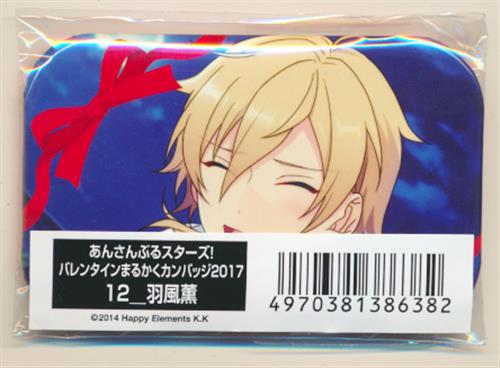 あんさんぶるスターズ!
バレンタインまるかくカンバッジ2017
12__羽風薫
©2014 Happy Elements K.K
4970381386382